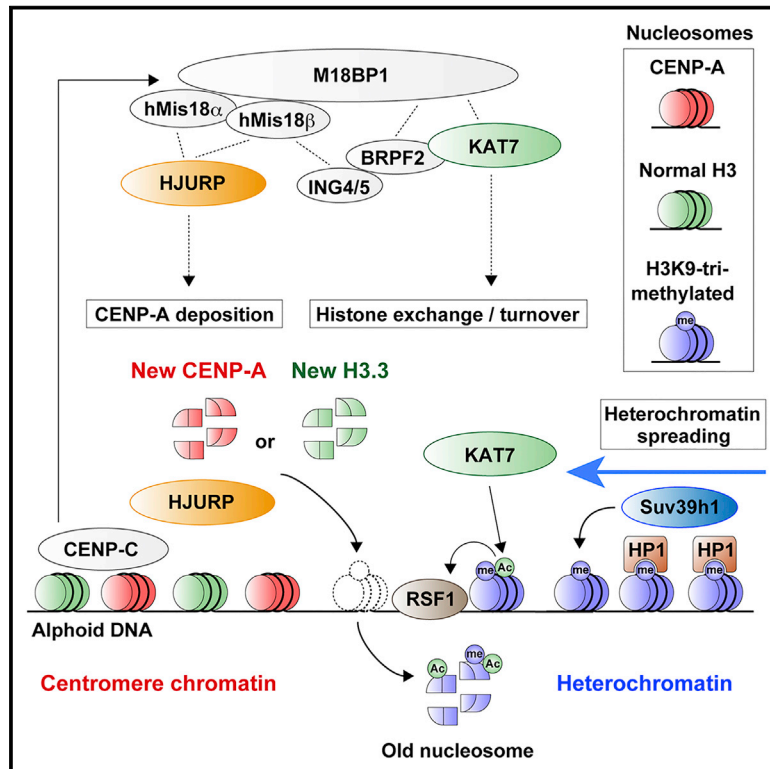 Nucleosomes
CENP-A
Normal H3
H3K9-tri-
methylated
me
M18BP1
hMis18α
hMis18β
BRPF2
KAT7
HJURP
ING4/5
CENP-A deposition
Histone exchange / turnover
New CENP-A
New H3.3
or
Heterochromatin
spreading
KAT7
HJURP
Suv39h1
CENP-C
HP1
HP1
me
Ac
me
me
me
RSF1
Alphoid DNA
Centromere chromatin
Ac
me
Ac
Heterochromatin
Old nucleosome